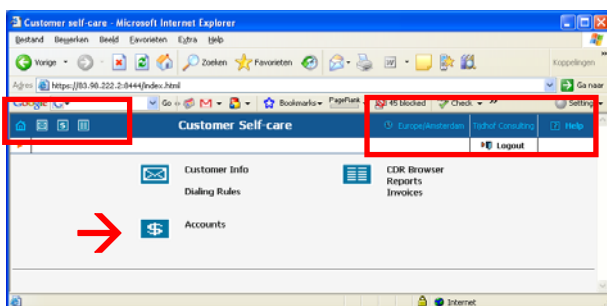 Customer self-care - Microsoft Internet Explorer
Bestand Bewerken Beeld Favorieten Extra Help
Vorige Zoeken Favorieten Koppelingen
Adres https://83.98.222.2:8444/index.html Ga naar
Google Go Bookmarks PageRank 45 blocked Check Settings
Customer Self-care Europe/Amsterdam Tijdhof Consulting Help
Logout
Customer Info CDR Browser
Reports
Dialing Rules Invoices
Accounts
Internet